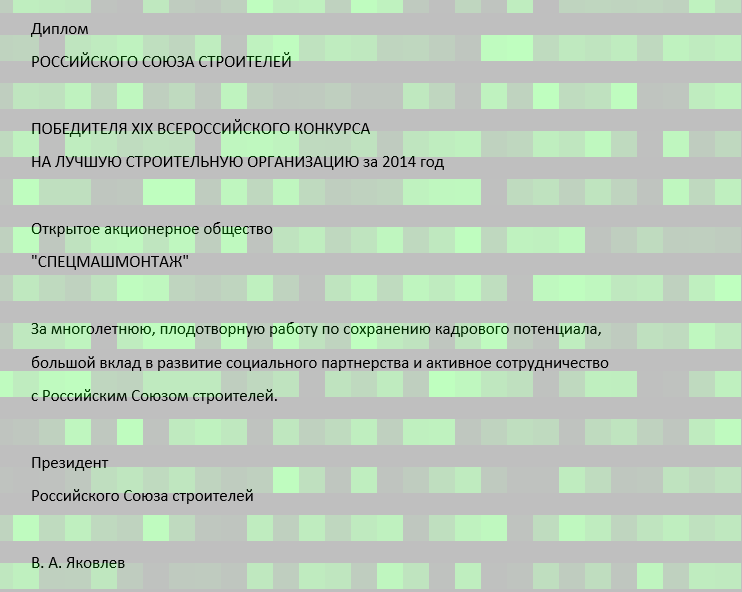 Диплом
РОССИЙСКОГО СОЮЗА СТРОИТЕЛЕЙ
ПОБЕДИТЕЛЯ XIX ВСЕРОССИЙСКОГО КОНКУРСА
НА ЛУЧШУЮ СТРОИТЕЛЬНУЮ ОРГАНИЗАЦИЮ за 2014 год
Открытое акционерное общество
"СПЕЦМАШМОНТАЖ"
За многолетнюю, плодотворную работу по сохранению кадрового потенциала,
большой вклад в развитие социального партнерства и активное сотрудничество
с Российским Союзом строителей.
Президент
Российского Союза строителей
В. А. Яковлев